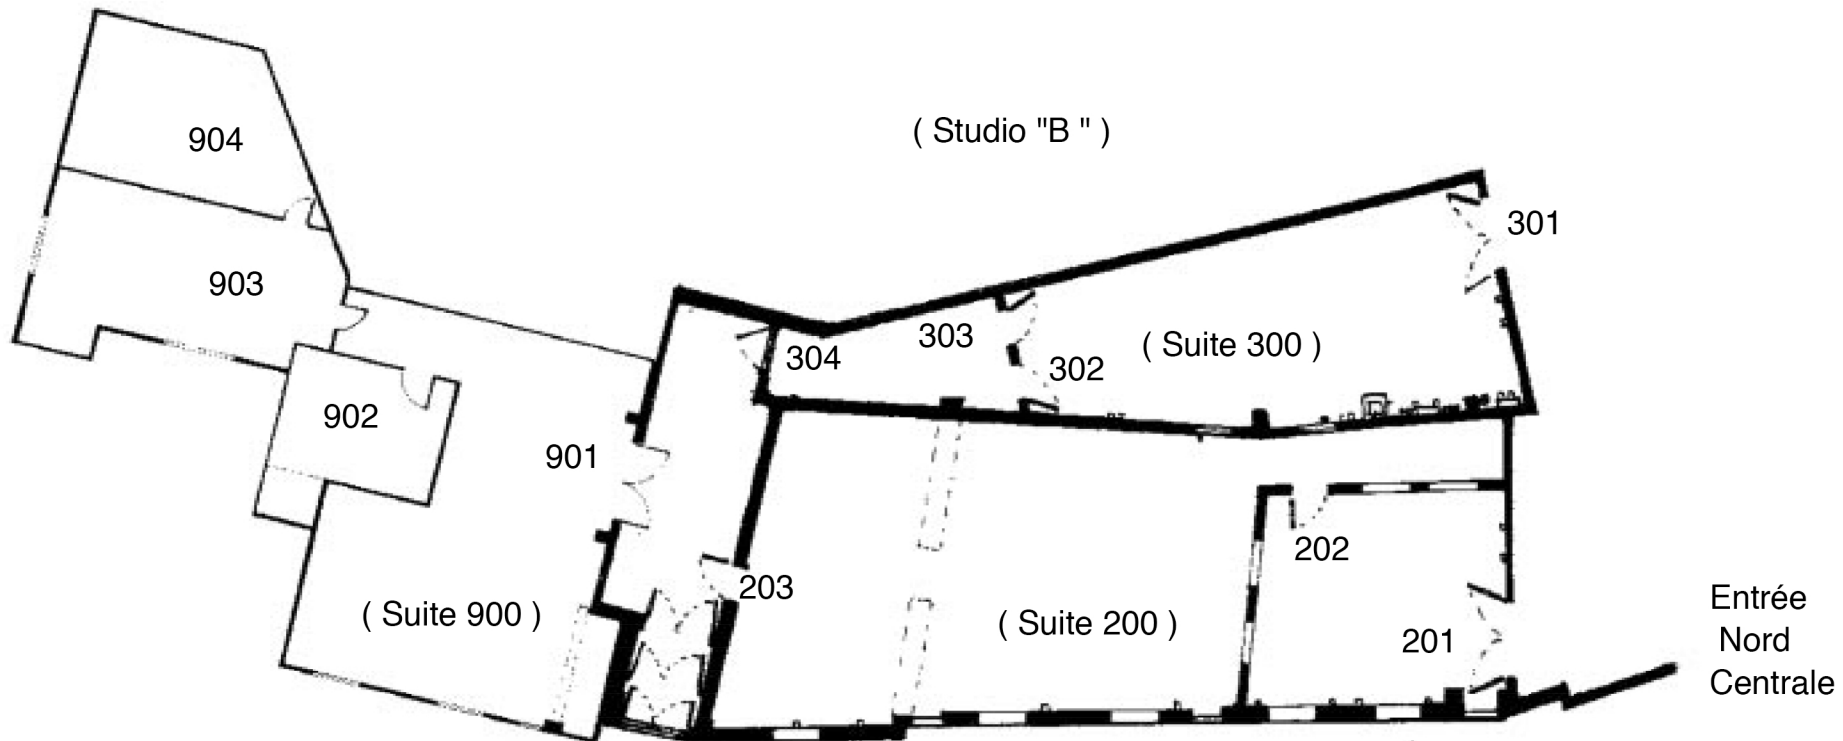 904
( Studio "B " )
301
903
303
( Suite 300 )
304
302
902
901
202
203
( Suite 900 )
( Suite 200 )
201
Entrée
Nord
Centrale